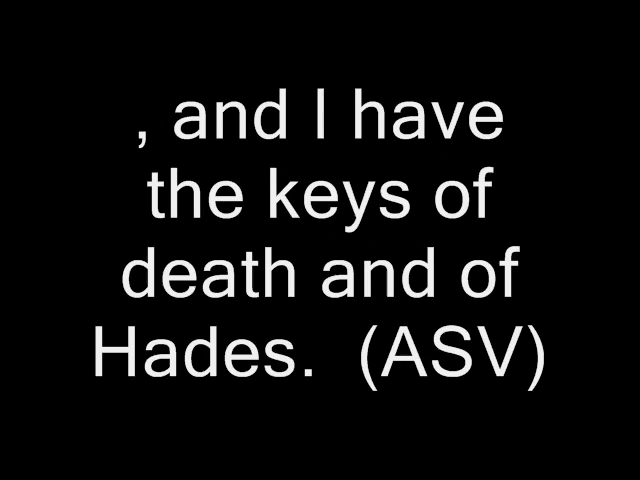 , and I have
the keys of
death and of
Hades.  (ASV)